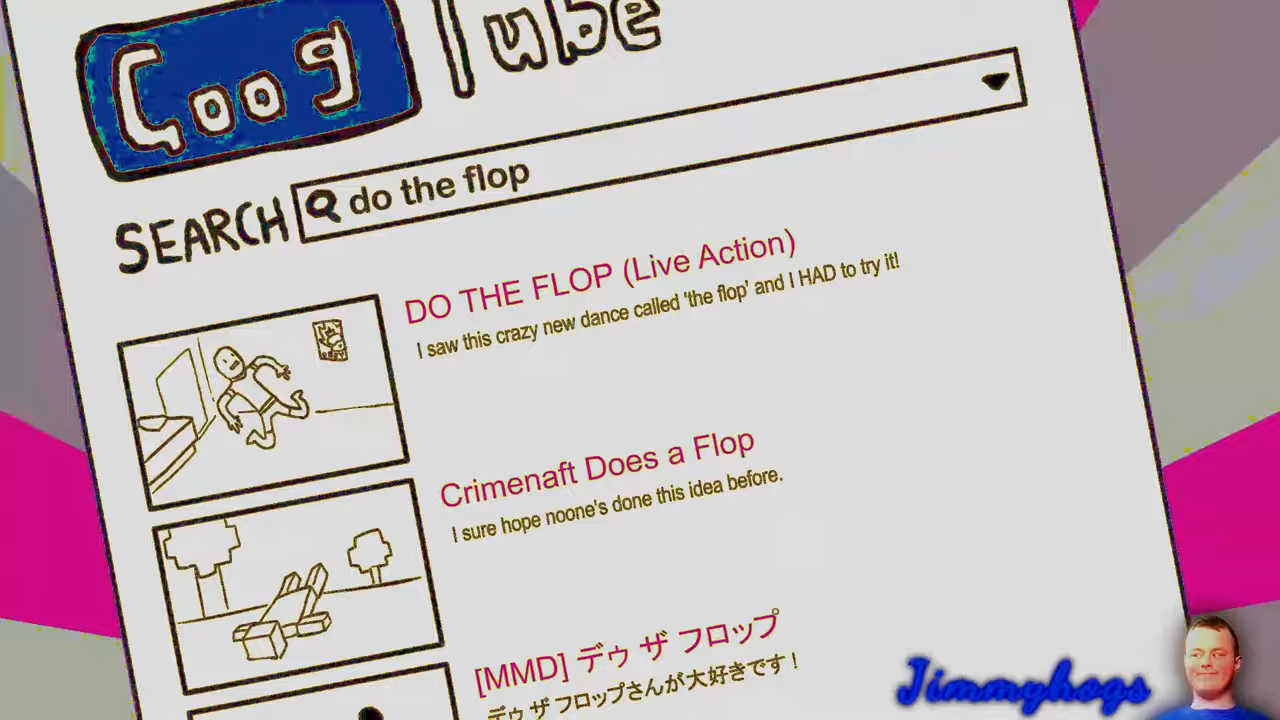 Goog Tube
SEARCH do the flop
DO THE FLOP (Live Action)
I saw this crazy new dance called 'the flop' and I HAD to try it!
Crimenaft Does a Flop
I sure hope noone's done this idea before.
[MMD] デゥ ザ フロップ
デゥ ザ フロップさんが大好きです!
Jimmyhogs